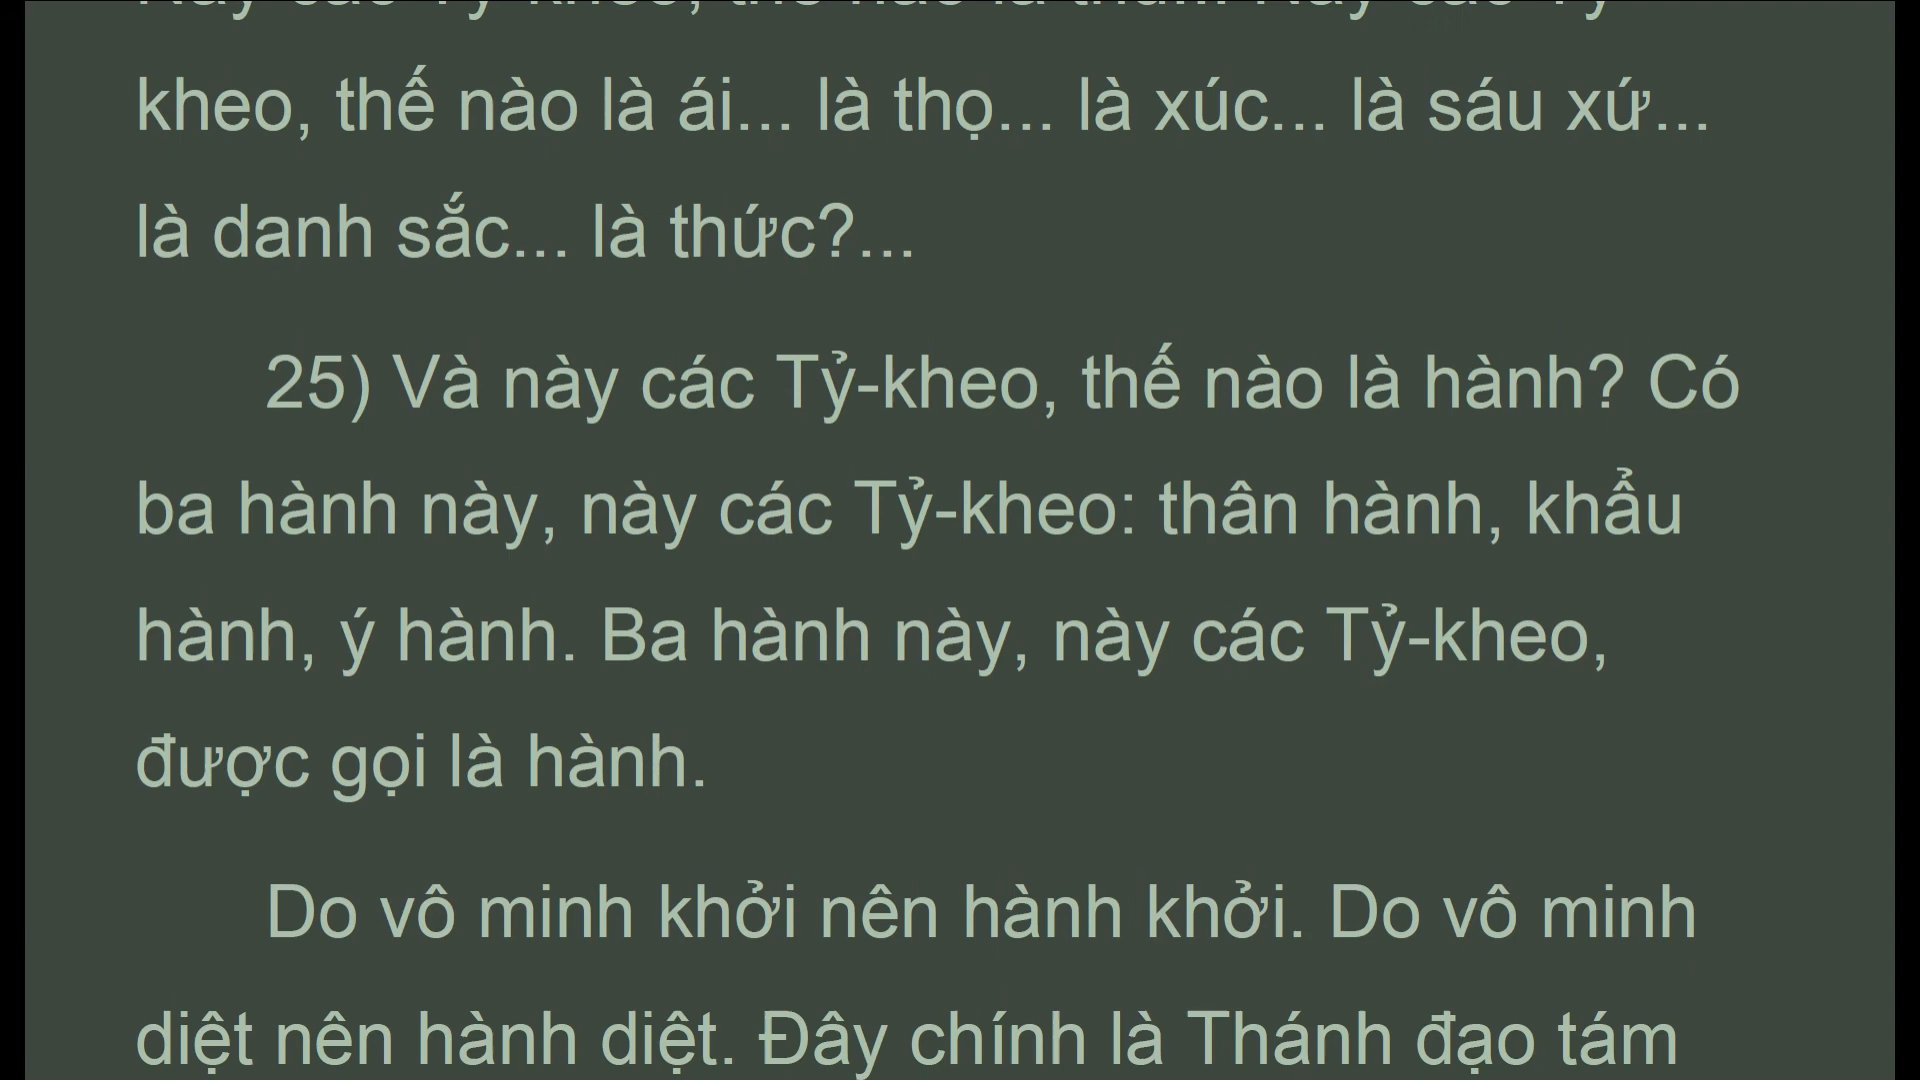 kheo, thế nào là ái... là thọ... là xúc... là sáu xứ...
là danh sắc... là thức?...
25) Và này các Tỷ-kheo, thế nào là hành? Có
ba hành này, này các Tỷ-kheo: thân hành, khẩu
hành, ý hành. Ba hành này, này các Tỷ-kheo,
được gọi là hành.
Do vô minh khởi nên hành khởi. Do vô minh
diệt nên hành diệt. Đây chính là Thánh đạo tám